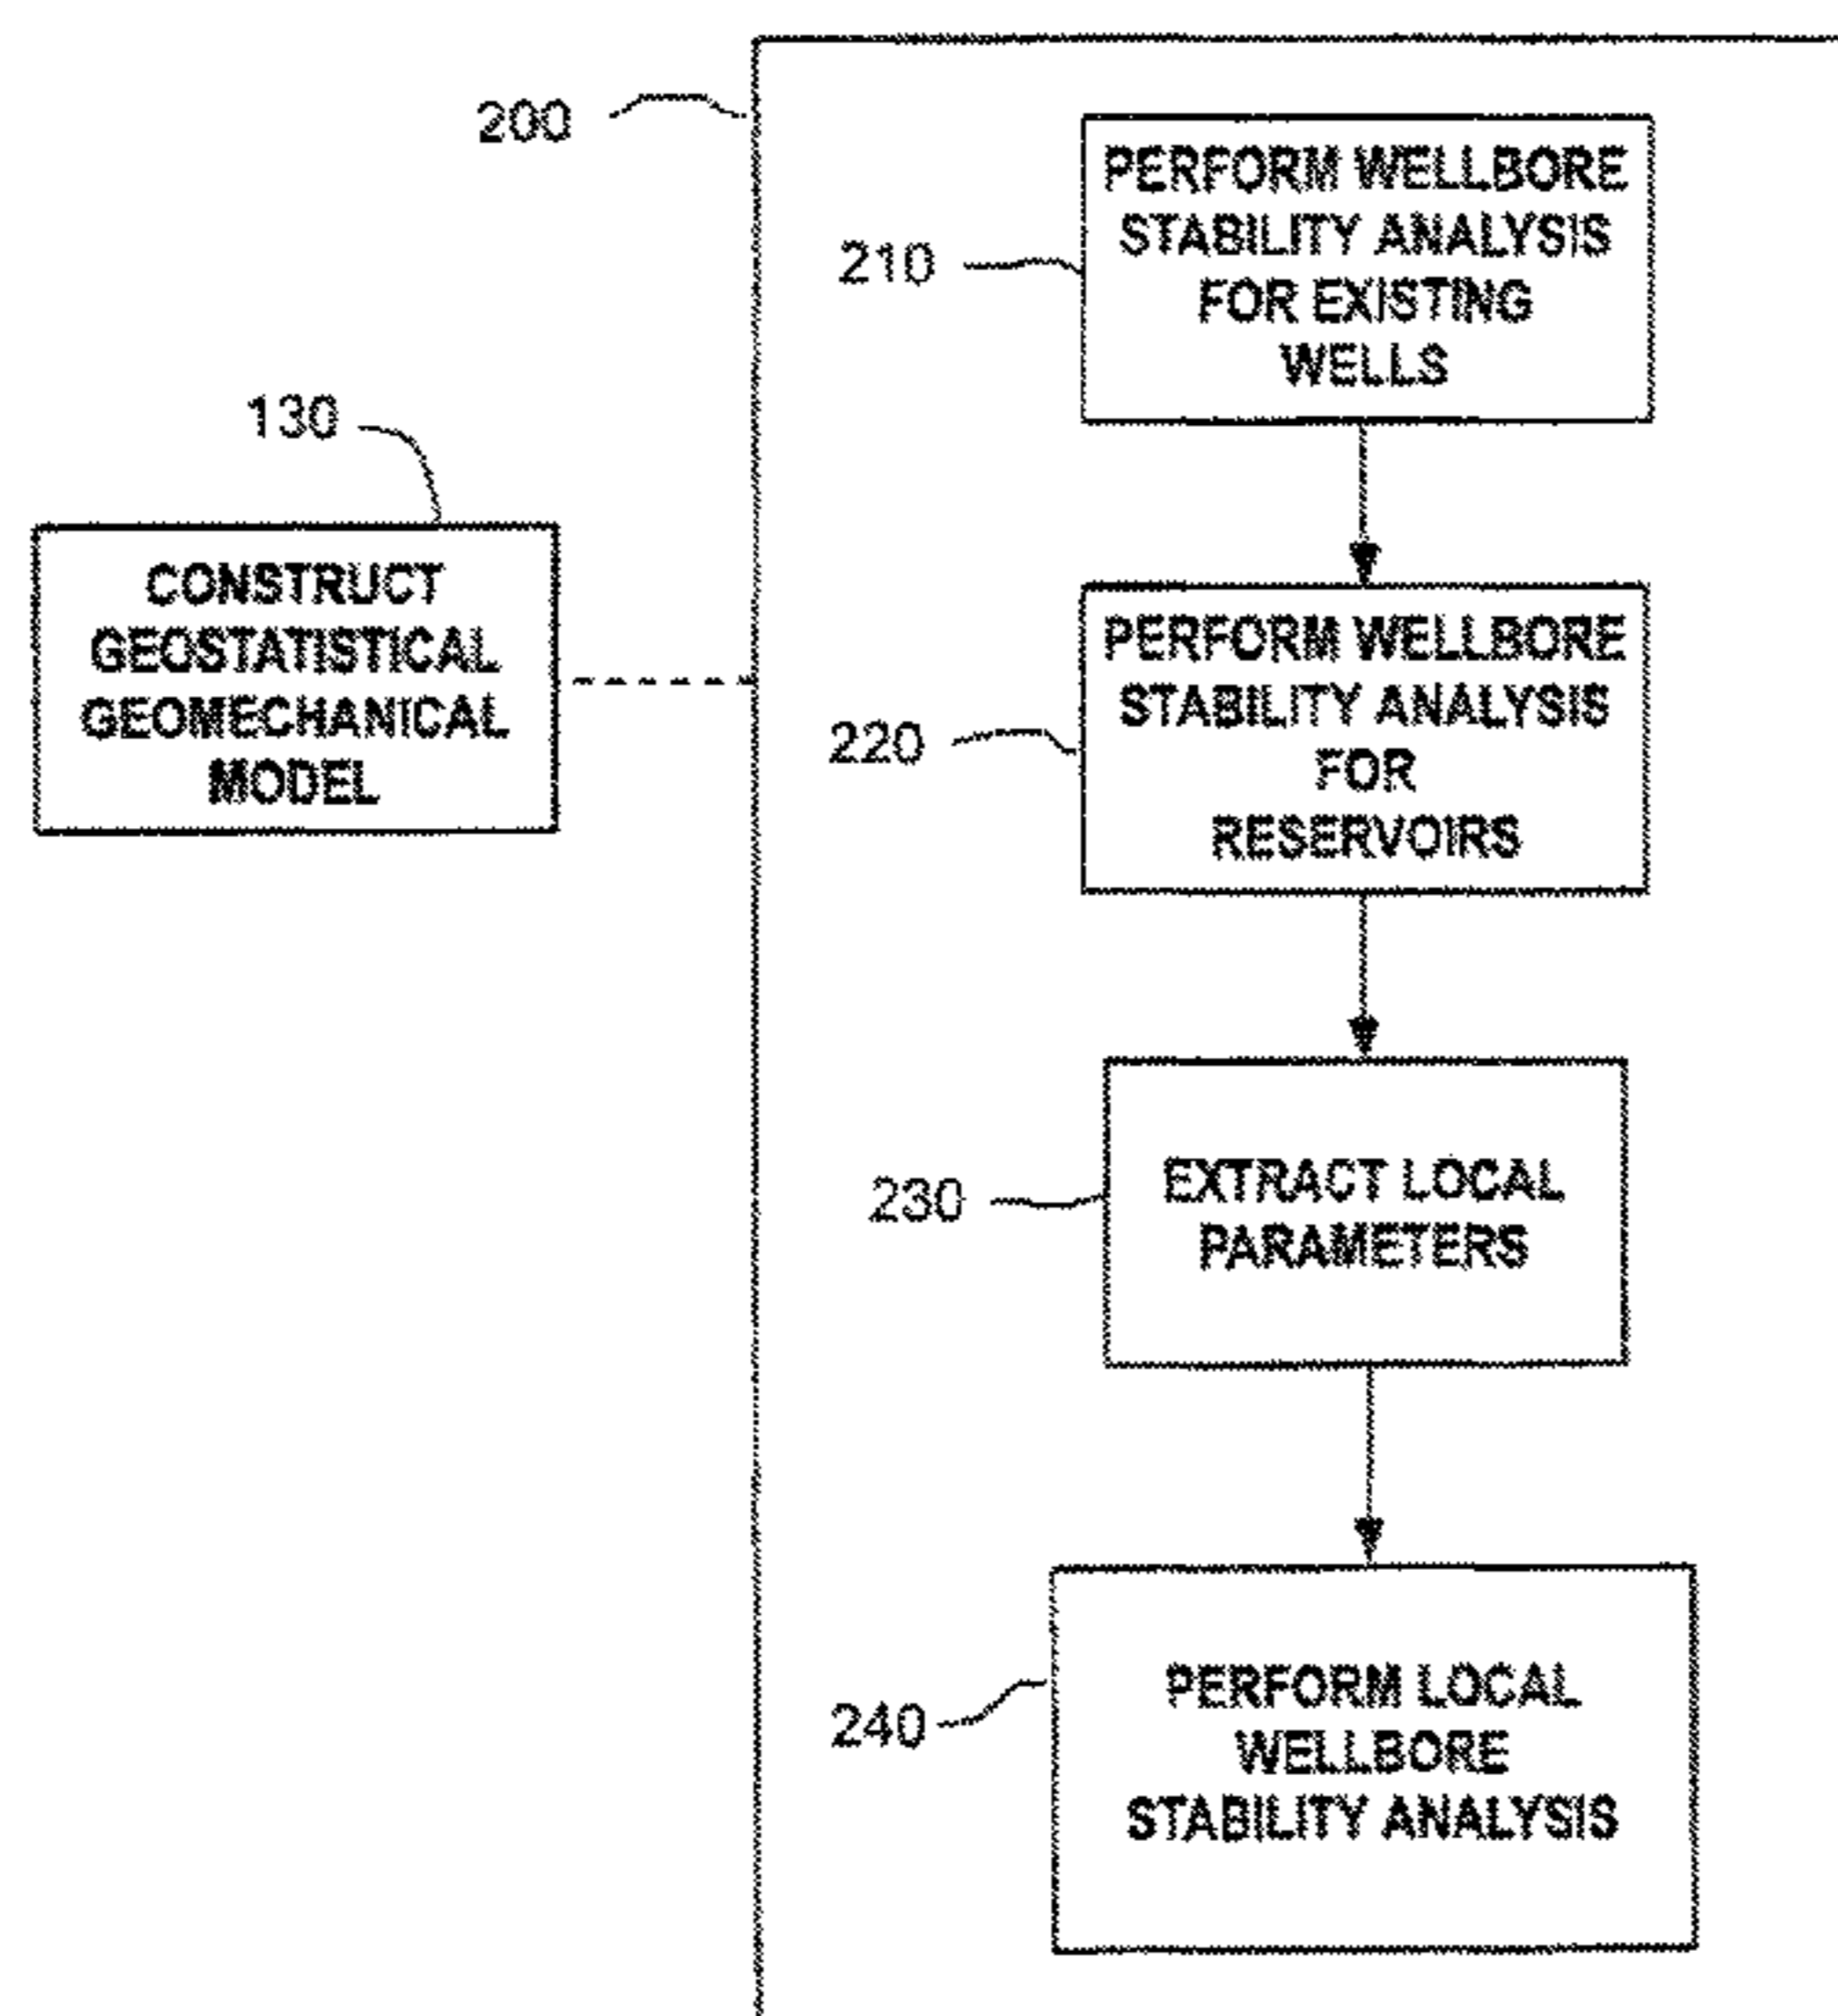 200
PERFORM WELLBORE
STABILITY ANALYSIS
FOR EXISTING
WELLS
210
130
CONSTRUCT
GEOSTATISTICAL
GEOMECHANICAL
MODEL
PERFORM WELLBORE
STABILITY ANALYSIS
FOR
RESERVOIRS
220
EXTRACT LOCAL
PARAMETERS
230
PERFORM LOCAL
WELLBORE
STABILITY ANALYSIS
240